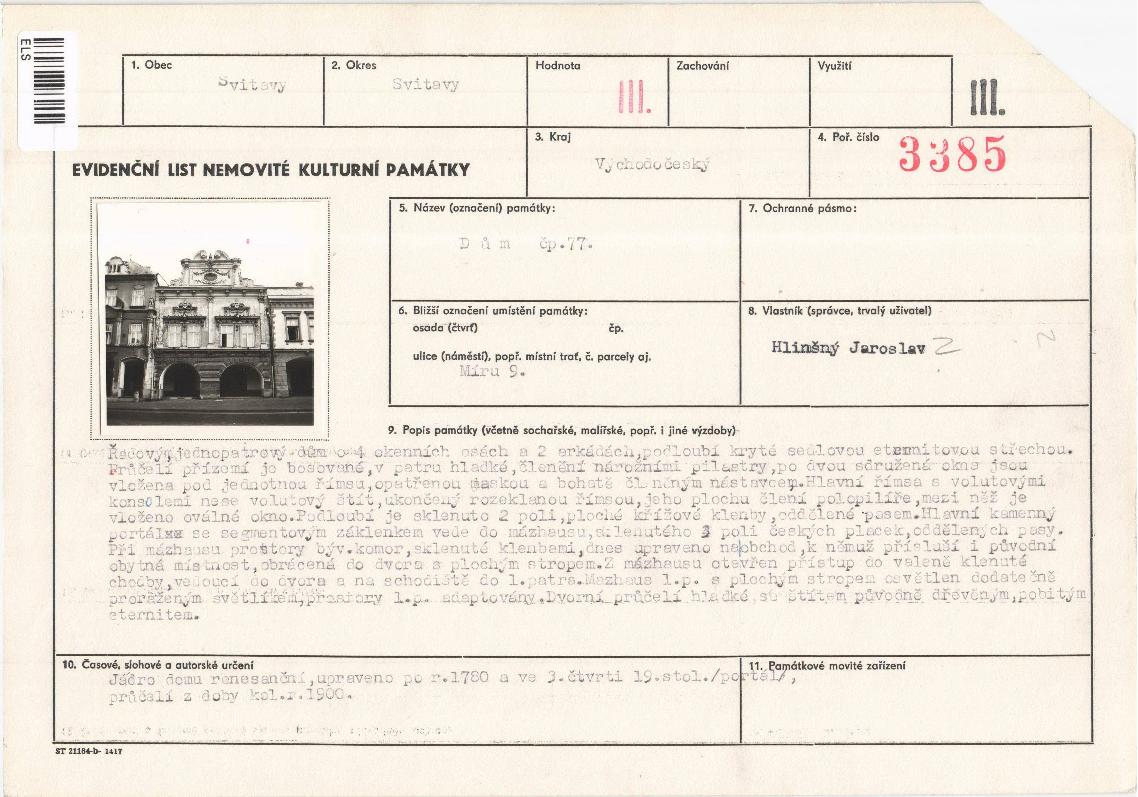 ELS
1. Obec
Svitavy
2. Okres
Svitavy
Hodnota
III.
Zachování
Využití
III.
EVIDENČNÍ LIST NEMOVITÉ KULTURNÍ PAMÁTKY
3. Kraj
Východočeský
4. Poř. číslo
3385
5. Název (označení) památky:
D ů m čp.77.
7. Ochranné pásmo:
6. Bližší označení umístění památky:
osada (čtvrť) čp.
ulice (náměstí), popř. místní trať, č. parcely aj.
Míru 9.
8. Vlastník (správce, trvalý uživatel)
Hliněný Jaroslav
9. Popis památky (včetně sochařské, malířské, popř. i jiné výzdoby)
Řadový,jednopatrový dům o 4 okenních osách a 2 arkádách,podloubí kryté sedlovou eternitovou střechou.
Průčelí přízemí je bosované,v patru hladké,členění nárožními pilastry,po dvou sdružená okna jsou
vložena pod jednotnou římsu,opatřenou maskou a bohatě členěným nástavcem.Hlavní římsa s volutovými
konsolemi nese volutový štít,ukončený rozeklanou římsou,jeho plochu člení polopilíře,mezi něž je
vloženo oválné okno.Podloubí je sklenuto 2 poli,ploché křížové klenby,oddělené pasem.Hlavní kamenný
portál se segmentovým záklenkem vede do mázhausu,sklenutého 3 poli českých placek,oddělených pasy.
Při mázhausu prostory býv.komor,sklenuté klenbami,dnes upraveno na obchod,k němuž přísluší i původní
obytná místnost,obrácená do dvora s plochým stropem.Z mázhausu otevřen přístup do valeně klenuté
chodby,vedoucí do dvora a na schodiště do 1.patra.Mazhaus 1.p. s plochým stropem osvětlen dodatečně
proraženým světlíkem,prostory 1.p. adaptovány.Dvorní průčelí hladké se štítem původně dřevěným,pobitým
eternitem.
10. Časové, slohové a autorské určení
Jádro domu renesanční,upraveno po r.1780 a ve 3.čtvrti 19.stol./portál/,
průčelí z doby kol.r.1900.
11. Památkové movité zařízení
ST 21184-b- 1417